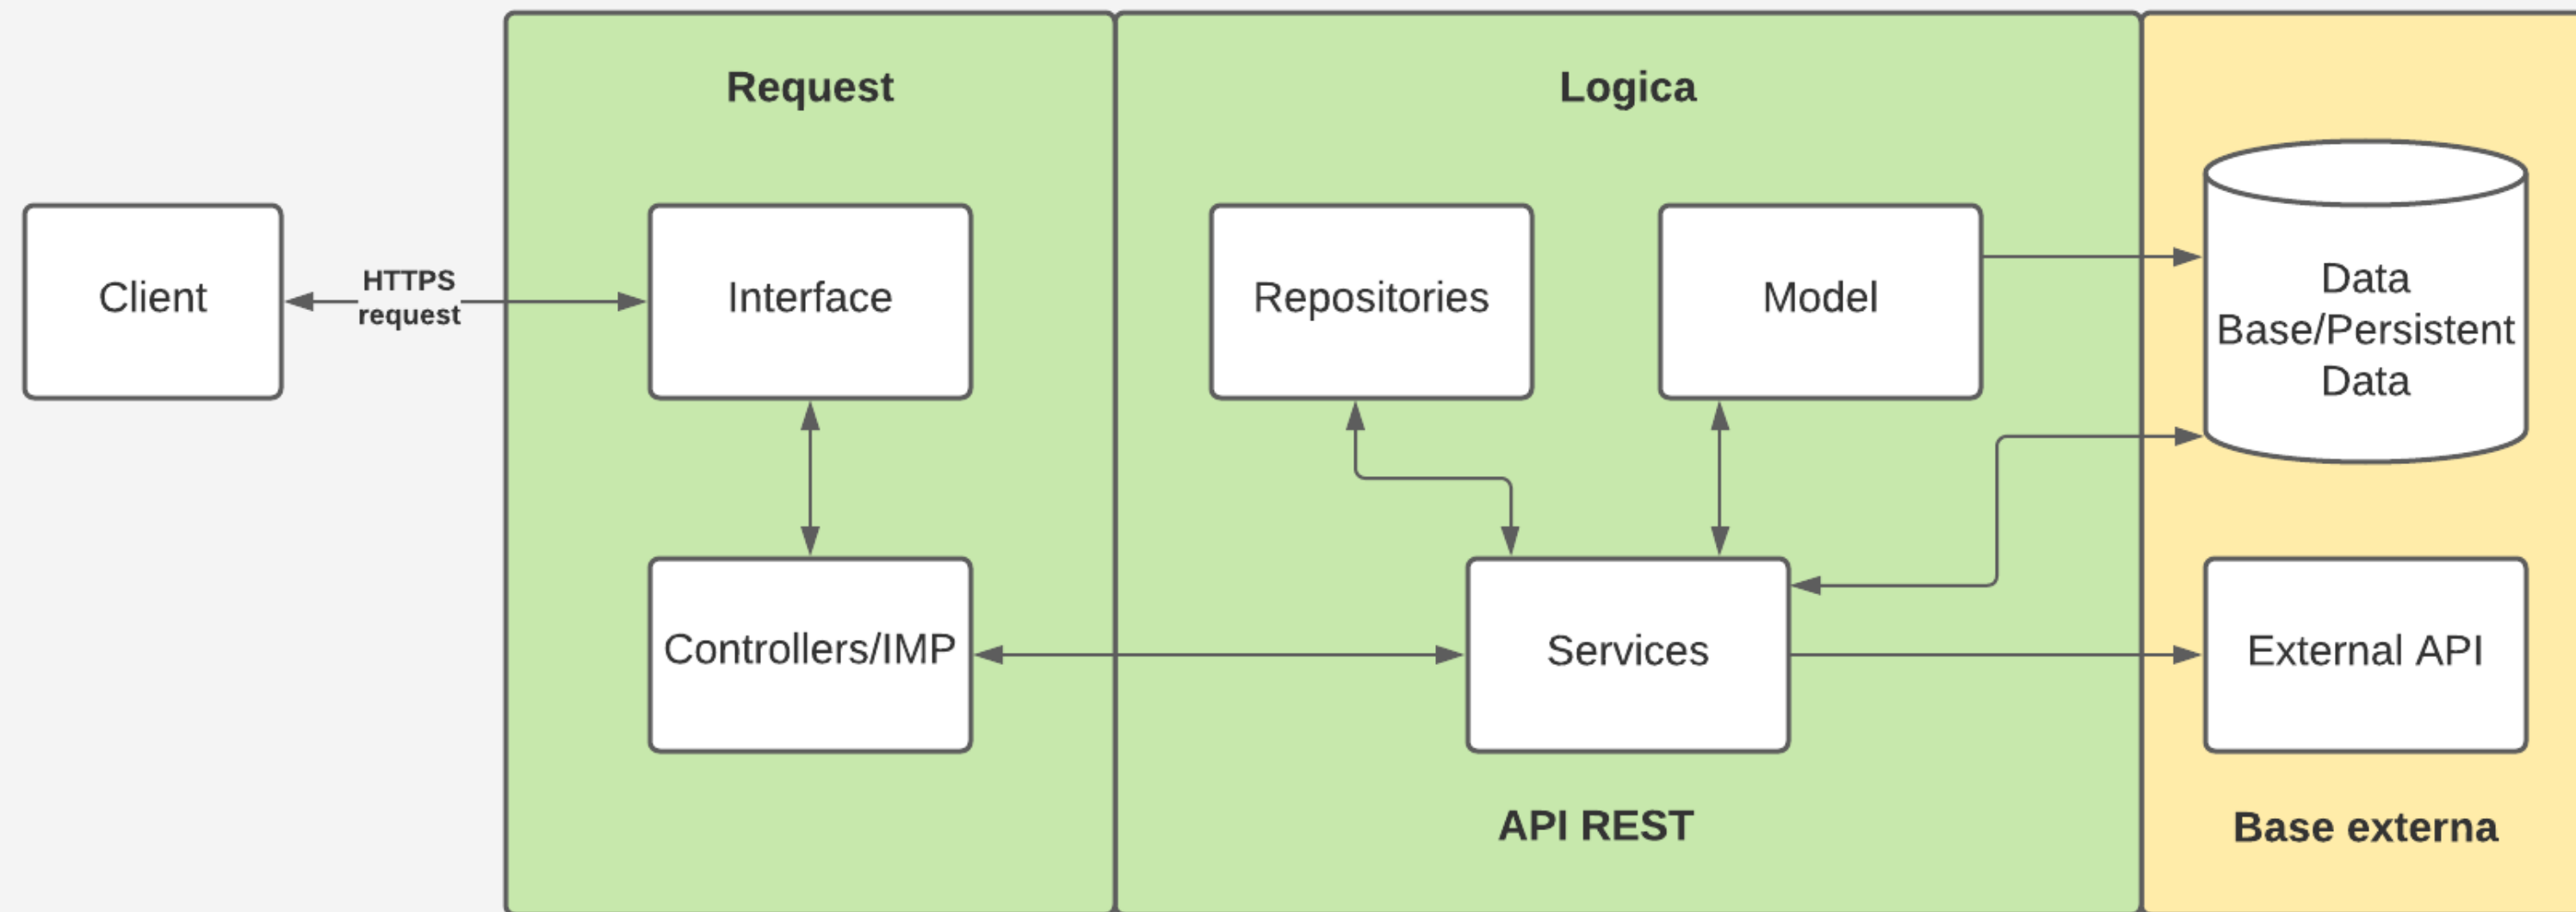 Request
Logica
Client
HTTPS
request
Interface
Repositories
Model
Data
Base/Persistent
Data
Controllers/IMP
Services
External API
API REST
Base externa